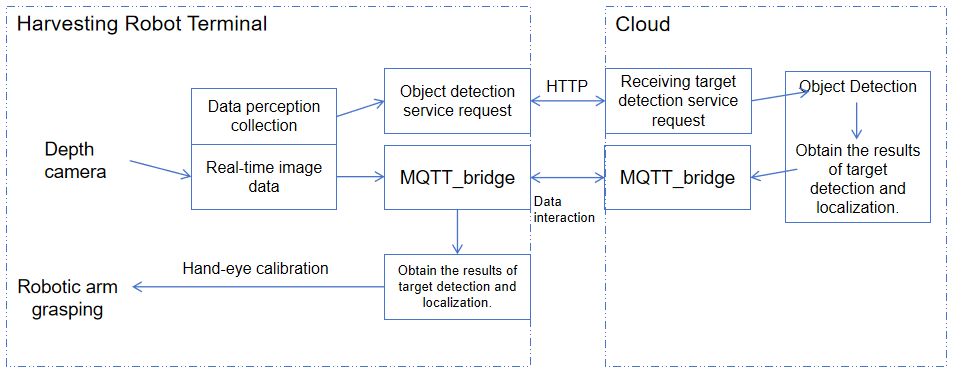 Harvesting Robot Terminal
Cloud
Data perception
collection
Object detection
service request
HTTP
Receiving target
detection service
request
Object Detection
Depth
camera
Real-time image
data
MQTT_bridge
Data
interaction
MQTT_bridge
Obtain the results
of target
detection and
localization.
Hand-eye calibration
Obtain the results of
target detection and
localization.
Robotic arm
grasping